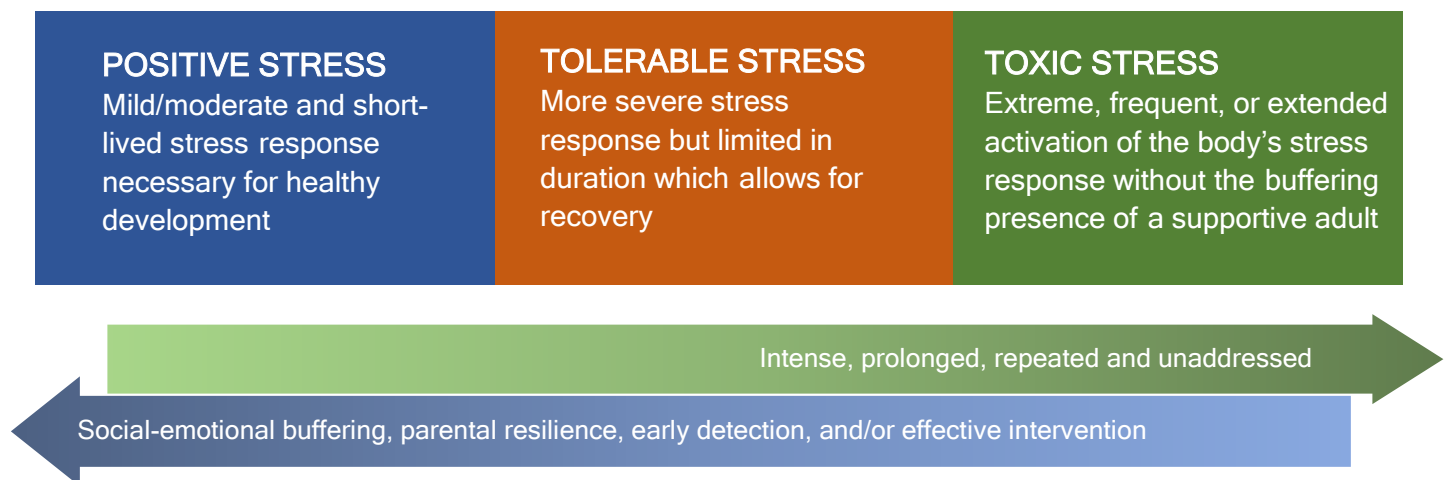 POSITIVE STRESS
Mild/moderate and short-
lived stress response
necessary for healthy
development
TOLERABLE STRESS
More severe stress
response but limited in
duration which allows for
recovery
TOXIC STRESS
Extreme, frequent, or extended
activation of the body’s stress
response without the buffering
presence of a supportive adult
Intense, prolonged, repeated and unaddressed
Social-emotional buffering, parental resilience, early detection, and/or effective intervention